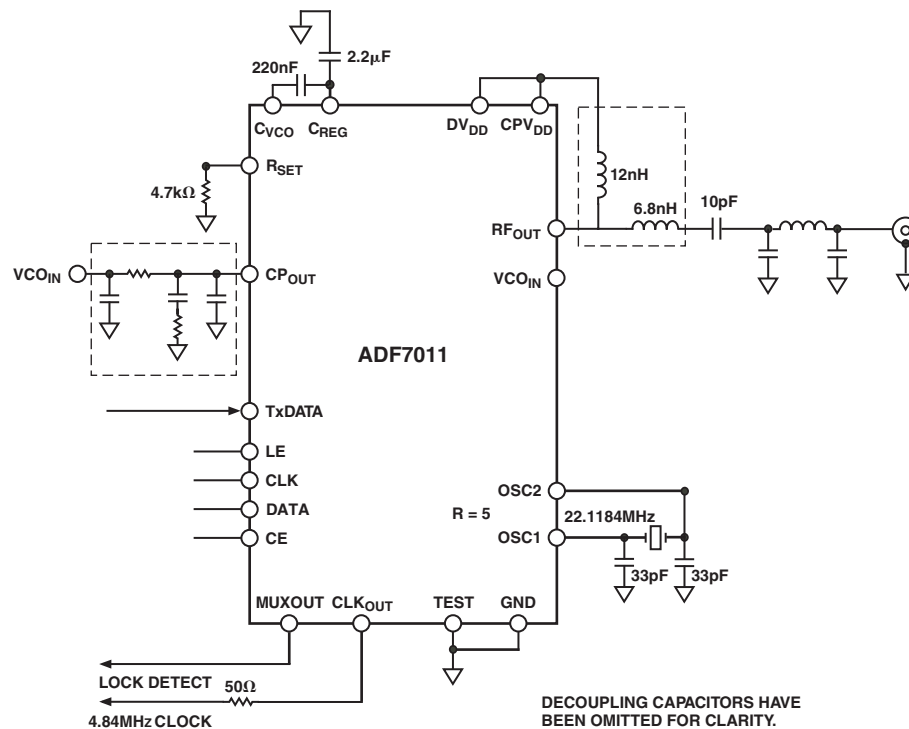 2.2μF
220nF
CVCO
CREG
DVDD
CPVDD
RSET
4.7kΩ
12nH
6.8nH
10pF
RFOUT
VCOIN
CPOUT
VCOIN
ADF7011
TxDATA
LE
CLK
DATA
CE
OSC2
R = 5
22.1184MHz
OSC1
33pF
33pF
MUXOUT
CLKOUT
TEST
GND
LOCK DETECT
50Ω
4.84MHz CLOCK
DECOUPLING CAPACITORS HAVE
BEEN OMITTED FOR CLARITY.